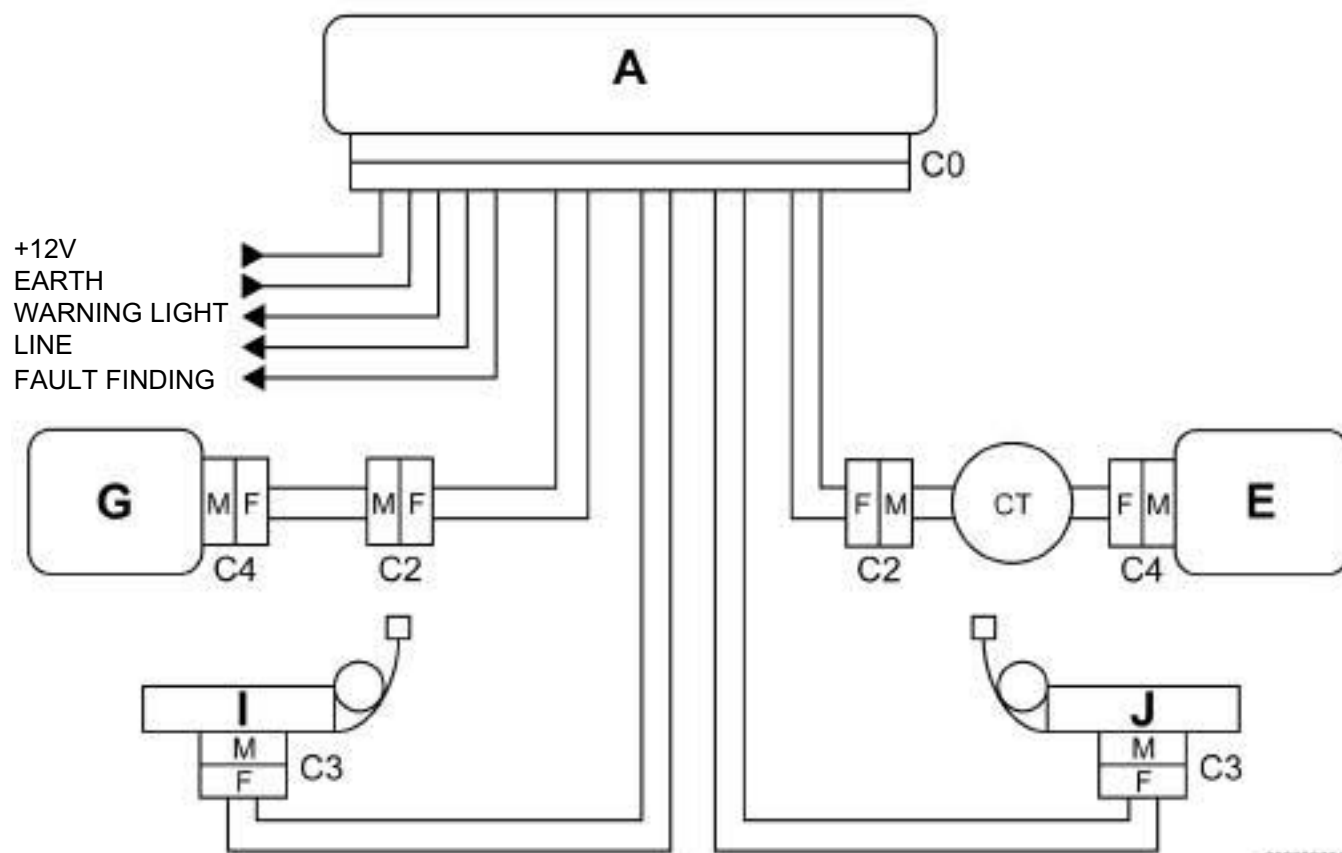 A
C0
+12V
EARTH
WARNING LIGHT
LINE
FAULT FINDING
G
M F
C4
M F
C2
F M
C2
CT
F M
C4
E
I
M
F
C3
J
M
F
C3